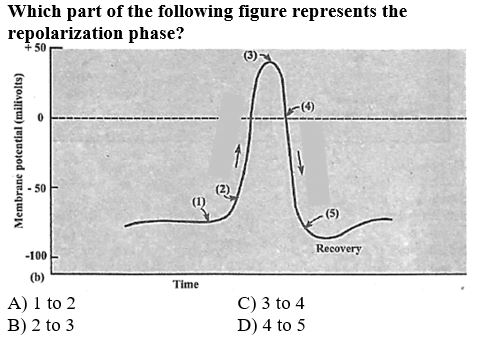 Which part of the following figure represents the
repolarization phase?
+50
(3)
(4)
0
Membrane potential (milivolts)
-50
(1)
(2)
(5)
Recovery
-100
(b)
Time
A) 1 to 2
C) 3 to 4
B) 2 to 3
D) 4 to 5